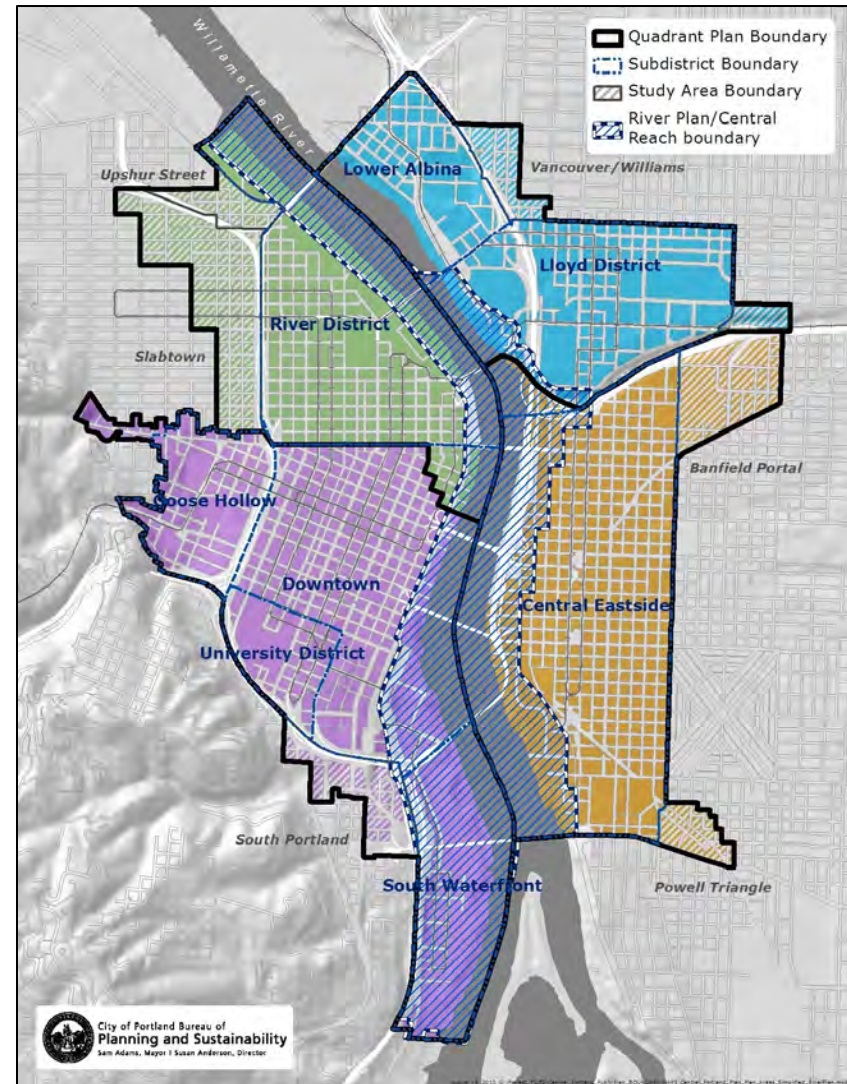 Quadrant Plan Boundary
Subdistrict Boundary
Study Area Boundary
River Plan/Central
Reach boundary
Willamette River
Upshur Street
Lower Albina
Vancouver/Williams
Lloyd District
River District
Slabtown
Banfield Portal
Goose Hollow
Downtown
Central Eastside
University District
South Portland
South Waterfront
Powell Triangle
City of Portland Bureau of
Planning and Sustainability
Sam Adams, Mayor | Susan Anderson, Director